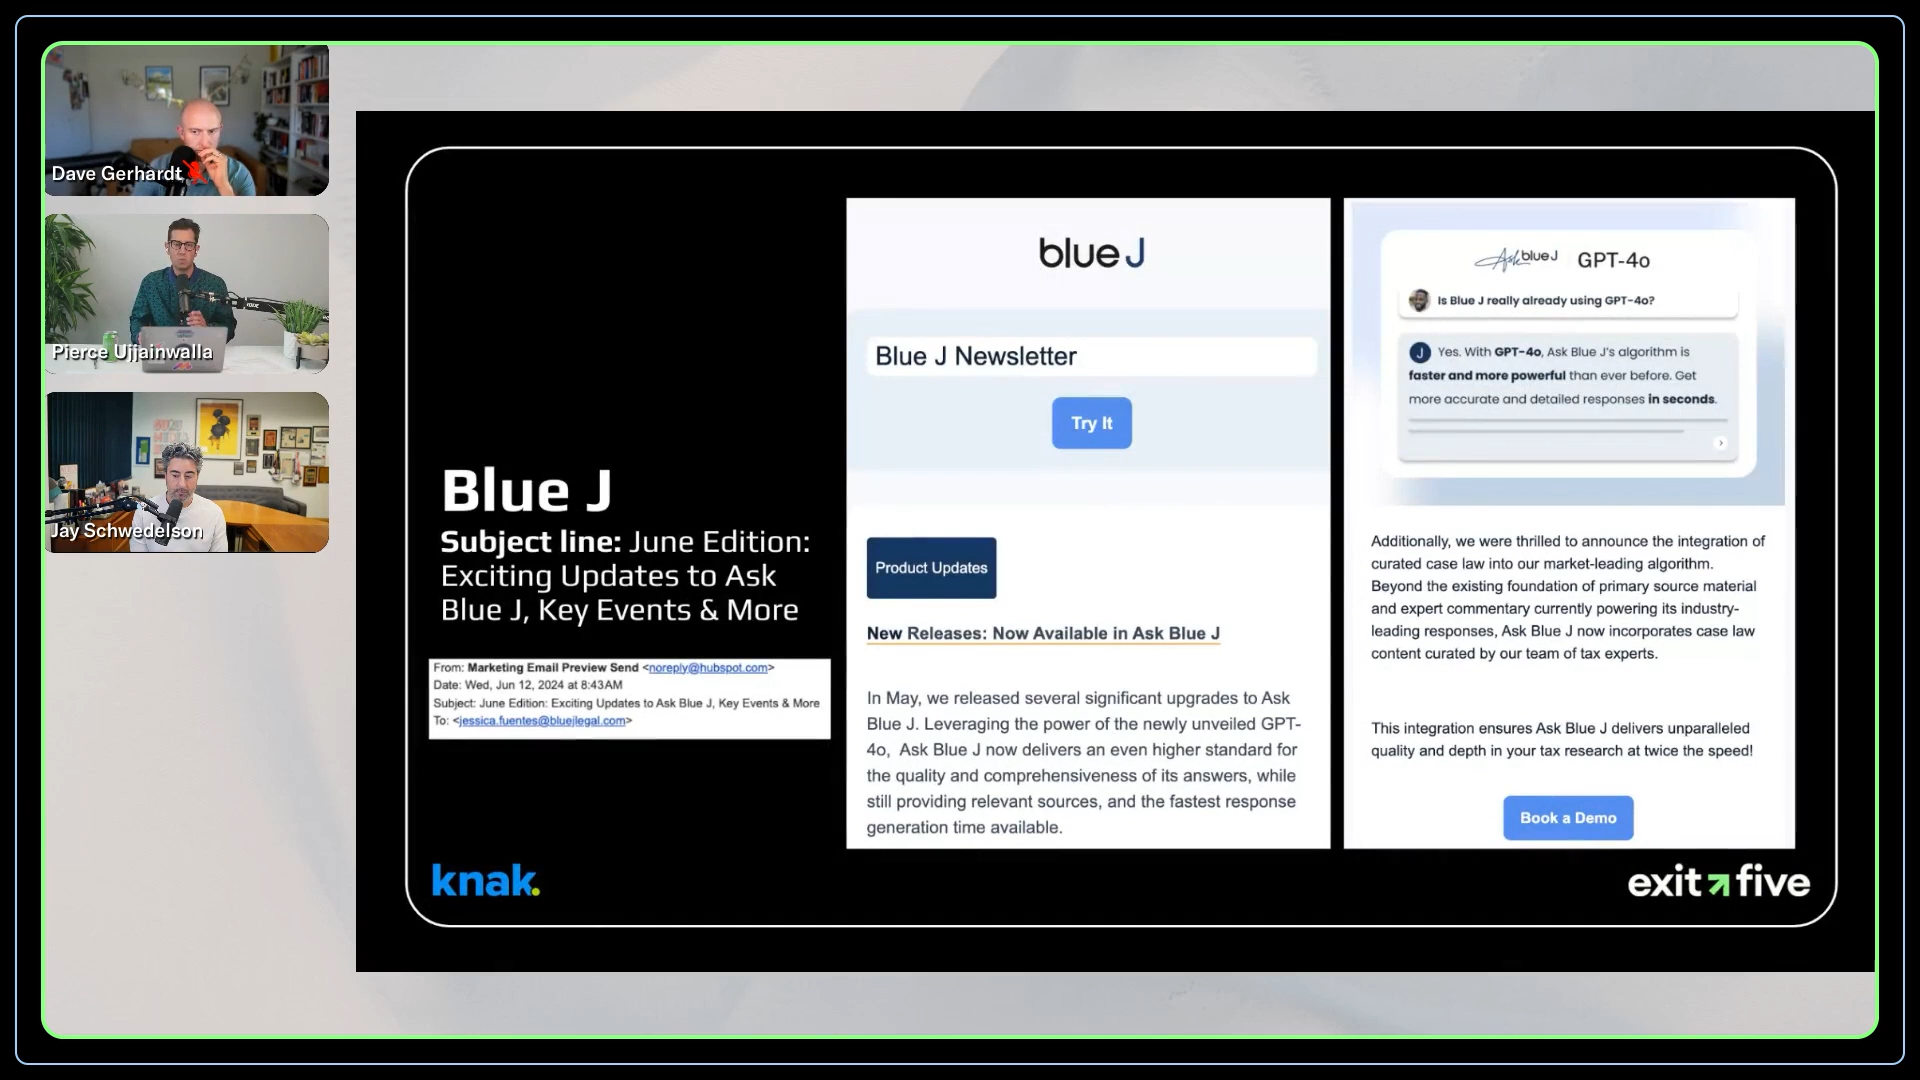 Dave Gerhardt
Pierce Ujjainwalla
Jay Schwedelson
Blue J
Subject line: June Edition:
Exciting Updates to Ask
Blue J, Key Events & More
From: Marketing Email Preview Send <noreply@hubspot.com>
Date: Wed, Jun 12, 2024 at 8:43AM
Subject: June Edition: Exciting Updates to Ask Blue J, Key Events & More
To: <jessica.fuentes@bluejlegal.com>
knak.
blue J
Blue J Newsletter
Try It
Product Updates
New Releases: Now Available in Ask Blue J
In May, we released several significant upgrades to Ask
Blue J. Leveraging the power of the newly unveiled GPT-
4o, Ask Blue J now delivers an even higher standard for
the quality and comprehensiveness of its answers, while
still providing relevant sources, and the fastest response
generation time available.
Ask blue J GPT-4o
Is Blue J really already using GPT-4o?
J Yes. With GPT-4o, Ask Blue J's algorithm is
faster and more powerful than ever before. Get
more accurate and detailed responses in seconds.
Additionally, we were thrilled to announce the integration of
curated case law into our market-leading algorithm.
Beyond the existing foundation of primary source material
and expert commentary currently powering its industry-
leading responses, Ask Blue J now incorporates case law
content curated by our team of tax experts.
This integration ensures Ask Blue J delivers unparalleled
quality and depth in your tax research at twice the speed!
Book a Demo
exit five